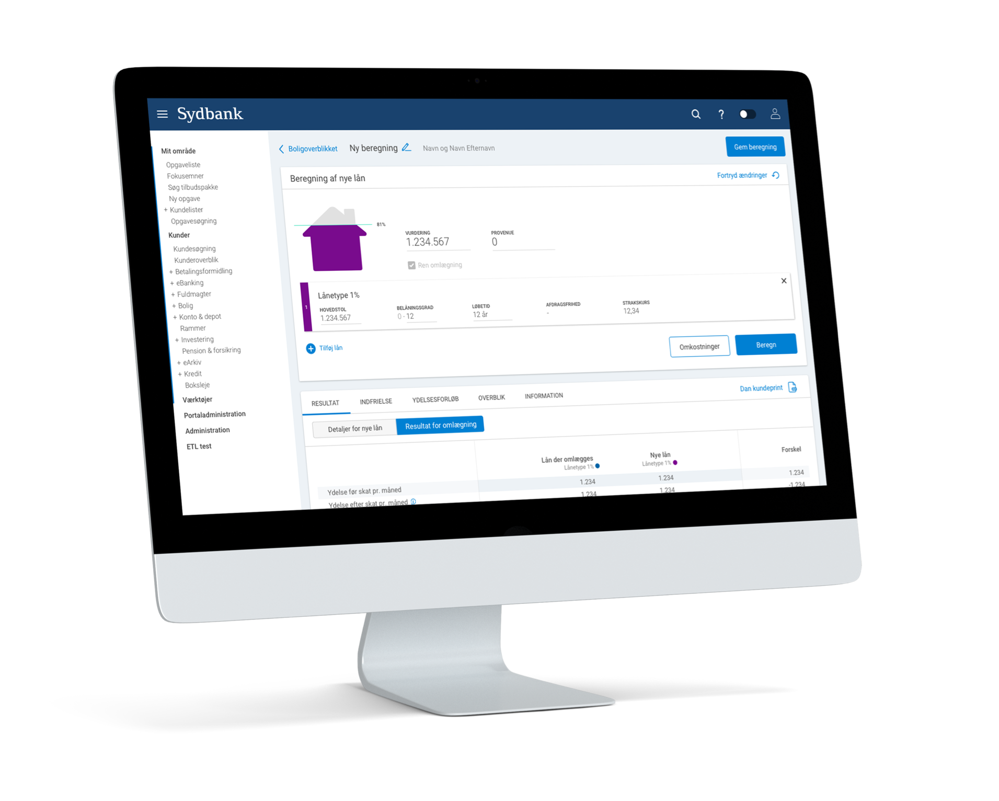 Sydbank
?
Mit område
Opgaveliste
Fokusemner
Søg tilbudspakke
Ny opgave
+ Kundelister
Opgavesøgning
Kunder
Kundesøgning
Kunderoverblik
+ Betalingsformidling
+ eBanking
+ Fuldmagter
+ Bolig
+ Konto & depot
Rammer
+ Investering
Pension & forsikring
+ eArkiv
+ Kredit
Boksleje
Værktøjer
Portaladministration
Administration
ETL test
Boligoverblikket Ny beregning Navn og Navn Efternavn Gem beregning
Beregning af nye lån Fortryd ændringer
81%
VURDERING PROVENUE
1.234.567 0
Ren omlægning
1
Lånetype 1%
HOVEDSTOL BELÅNINGSGRAD LØBETID AFDRAGSFRIHED STRAKSKURS
1.234.567 0 - 12 12 år - 12,34
Tilføj lån Omkostninger Beregn
RESULTAT INDFRIELSE YDELSESFORLØB OVERBLIK INFORMATION Dan kundeprint
Detaljer for nye lån Resultat for omlægning
Lån der omlægges Nye lån Forskel
Lånetype 1% Lånetype 1%
Ydelse før skat pr. måned 1.234 1.234 1.234
Ydelse efter skat pr. måned 1.234 1.234 -1.234